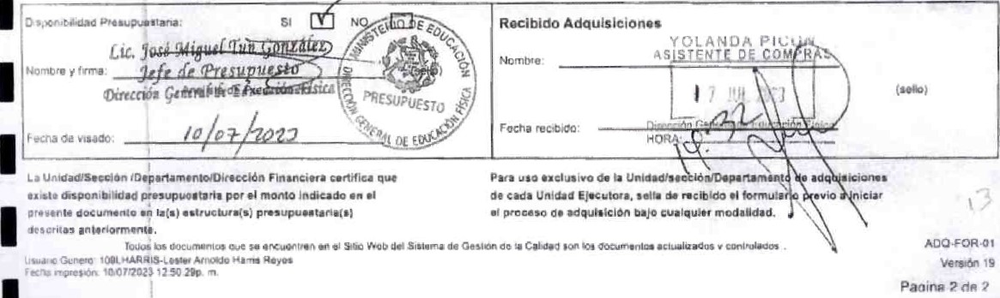 Disponibilidad Presupuestaria: SI NO
Lic. José Miguel Tun González
Nombre y firma: Jefe de Presupuesto
Dirección General de Educación Física
MINISTERIO DE EDUCACIÓN
PRESUPUESTO
DIRECCIÓN GENERAL DE EDUCACIÓN FÍSICA
(sello)
Fecha de visado: 10/07/2023
Recibido Adquisiciones
YOLANDA PICON
Nombre: ASISTENTE DE COMPRAS
17 JUL 2023
(sello)
Fecha recibido: Dirección General de Educación Física
HORA:
La Unidad/Sección /Departamento/Dirección Financiera certifica que
existe disponibilidad presupuestaria por el monto indicado en el
presente documento en la(s) estructura(s) presupuestaria(s)
descritas anteriormente.
Para uso exclusivo de la Unidad/sección/Departamento de adquisiciones
de cada Unidad Ejecutora, sella de recibido el formulario previo a iniciar
el proceso de adquisición bajo cualquier modalidad.
13
Todos los documentos que se encuentren en el Sitio Web del Sistema de Gestión de la Calidad son los documentos actualizados y controlados .
Usuario Genero: 108LHARRIS-Lester Arnoldo Harris Reyes
Fecha impresión: 10/07/2023 12:50:29p. m.
ADQ-FOR-01
Versión 19
Pagina 2 de 2